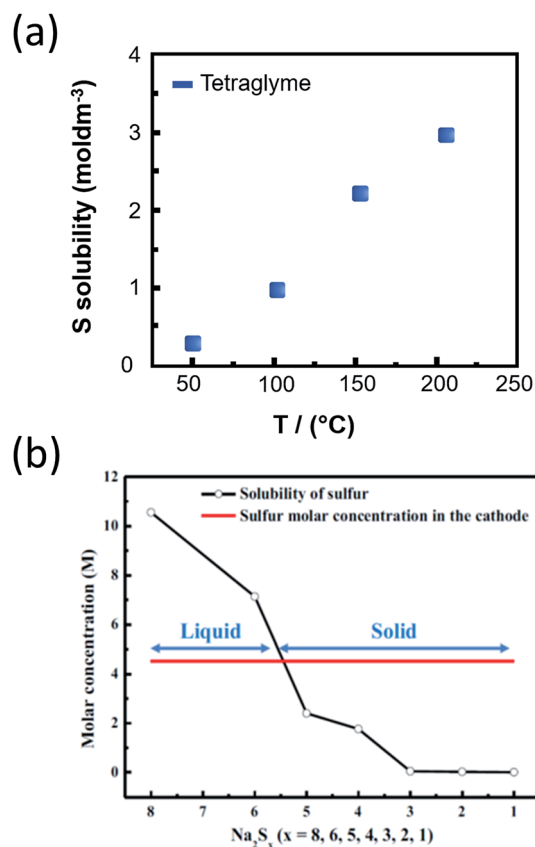 (a)
4
3
2
1
0
Tetraglyme
S solubility (moldm-3)
50 100 150 200 250
T / (°C)
(b)
12
10
8
6
4
2
0
Solubility of sulfur
Sulfur molar concentration in the cathode
Liquid Solid
Molar concentration (M)
8 7 6 5 4 3 2 1
Na2Sx (x = 8, 6, 5, 4, 3, 2, 1)